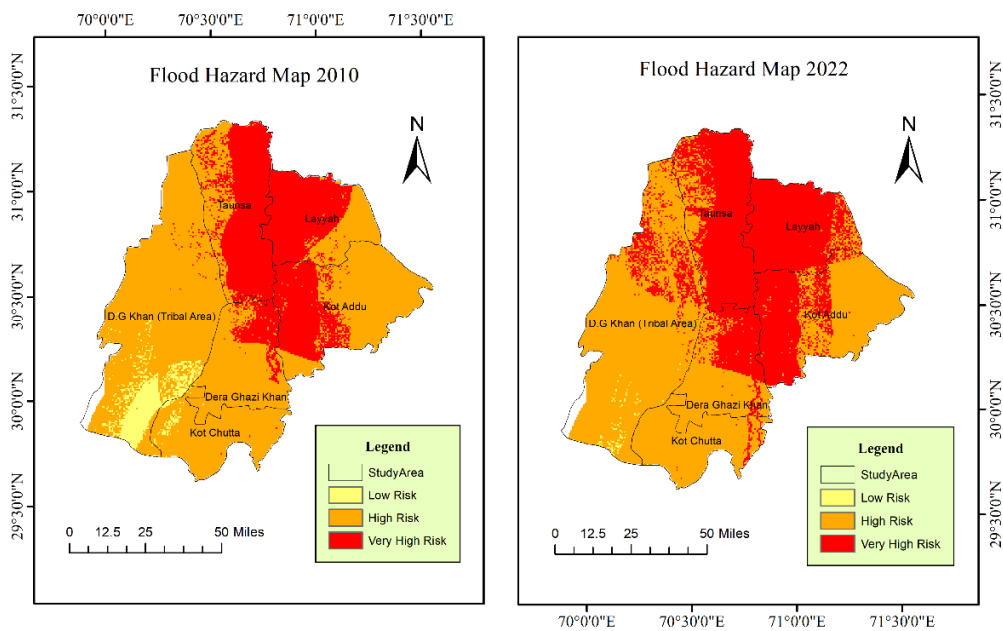 70°0'0"E 70°30'0"E 71°0'0"E 71°30'0"E
Flood Hazard Map 2010
N
31°30'0"N
31°0'0"N
30°30'0"N
30°0'0"N
29°30'0"N
Taunsa
Layyah
Kot Addu
D.G Khan (Tribal Area)
Dera Ghazi Khan
Kot Chutta
Legend
StudyArea
Low Risk
High Risk
Very High Risk
0 12.5 25 50 Miles
Flood Hazard Map 2022
N
31°30'0"N
31°0'0"N
30°30'0"N
30°0'0"N
29°30'0"N
Taunsa
Layyah
Kot Addu
D.G Khan (Tribal Area)
Dera Ghazi Khan
Kot Chutta
Legend
StudyArea
Low Risk
High Risk
Very High Risk
0 12.5 25 50 Miles
70°0'0"E 70°30'0"E 71°0'0"E 71°30'0"E